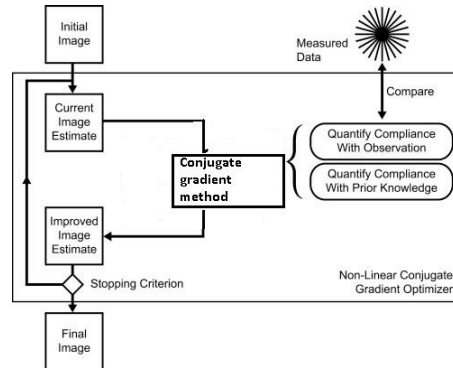 Initial
Image
Measured
Data
Compare
Current
Image
Estimate
Quantify Compliance
With Observation
Conjugate
gradient
method
Quantify Compliance
With Prior Knowledge
Improved
Image
Estimate
Stopping Criterion
Non-Linear Conjugate
Gradient Optimizer
Final
Image